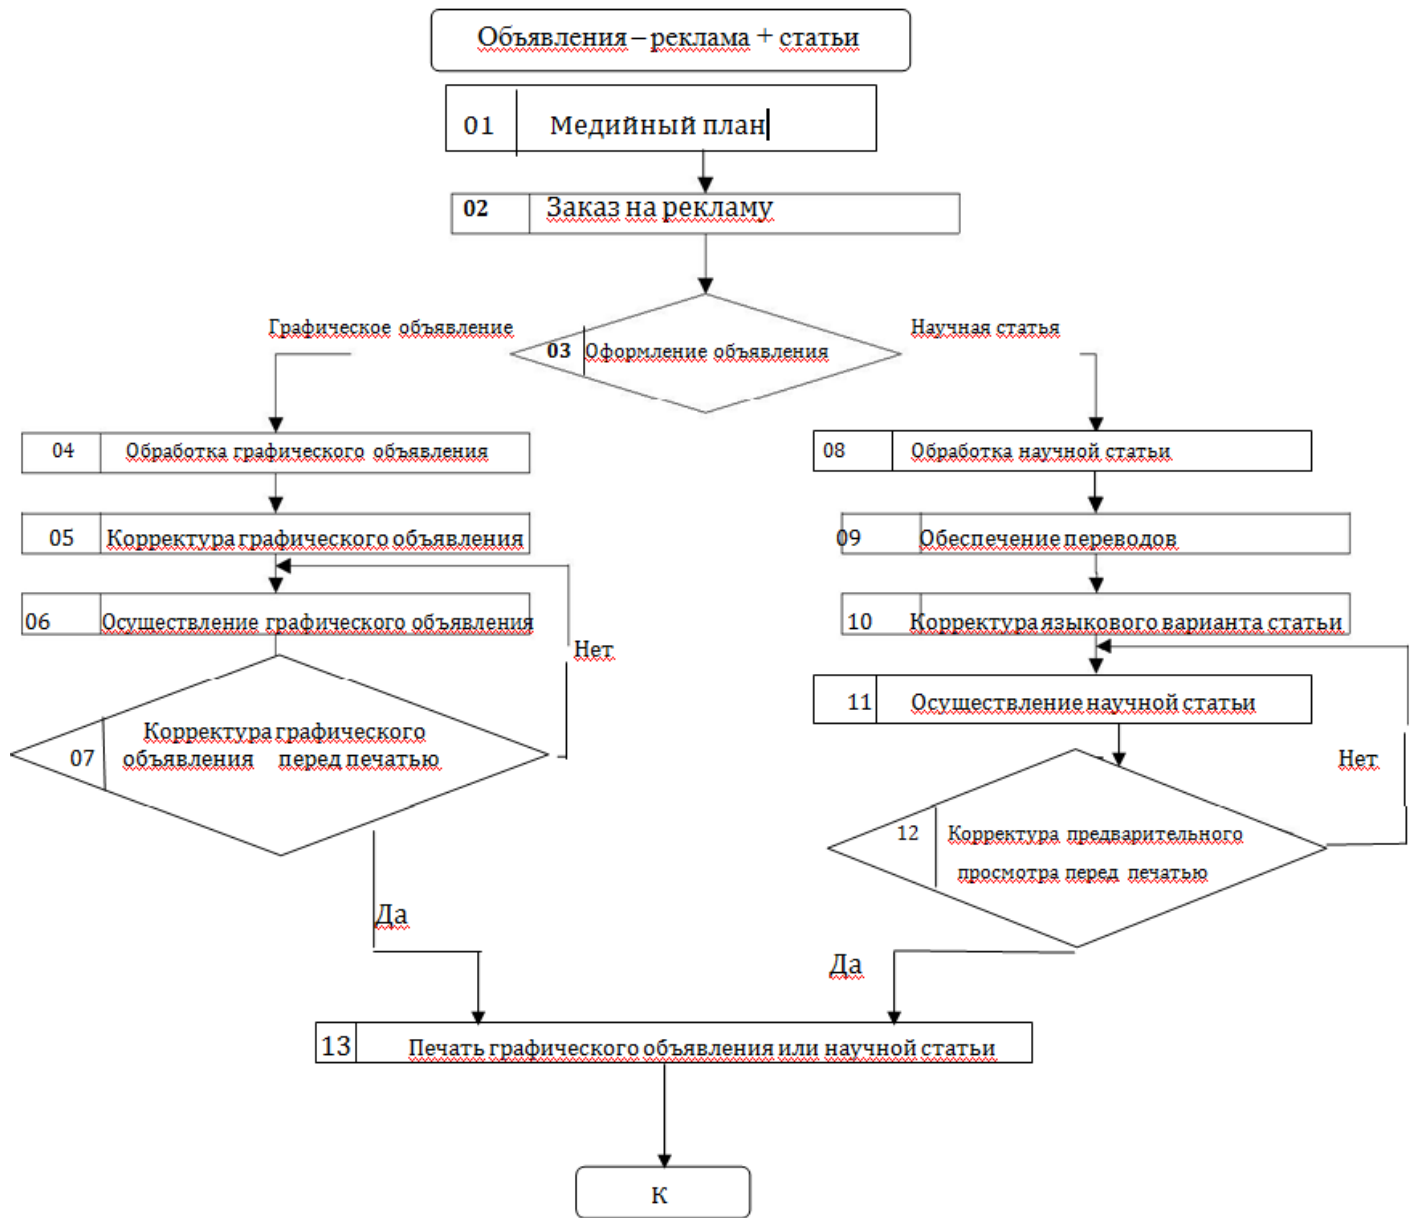 Объявления – реклама + статьи
01 Медийный план
02 Заказ на рекламу
Графическое объявление
Научная статья
03 Оформление объявления
04 Обработка графического объявления
08 Обработка научной статьи
05 Корректура графического объявления
09 Обеспечение переводов
06 Осуществление графического объявления
10 Корректура языкового варианта статьи
Нет
11 Осуществление научной статьи
Корректура графического
07 объявления перед печатью
Нет
12 Корректура предварительного
просмотра перед печатью
Да
Да
13 Печать графического объявления или научной статьи
К